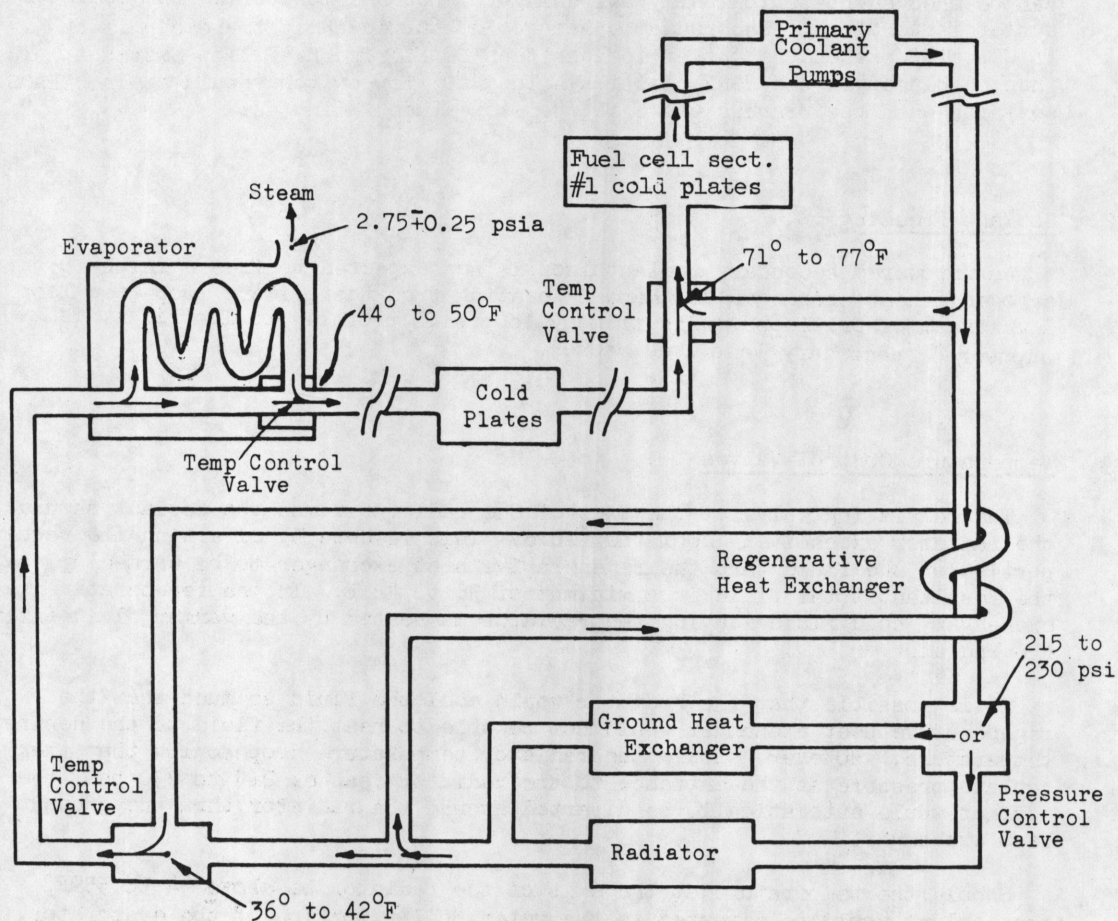 Primary
Coolant
Pumps
Fuel cell sect.
#1 cold plates
Steam
2.75∓0.25 psia
Evaporator
71° to 77°F
Temp
Control
Valve
44° to 50°F
Cold
Plates
Temp Control
Valve
Regenerative
Heat Exchanger
215 to
230 psi
Ground Heat
Exchanger
or
Temp
Control
Valve
Pressure
Control
Valve
Radiator
36° to 42°F